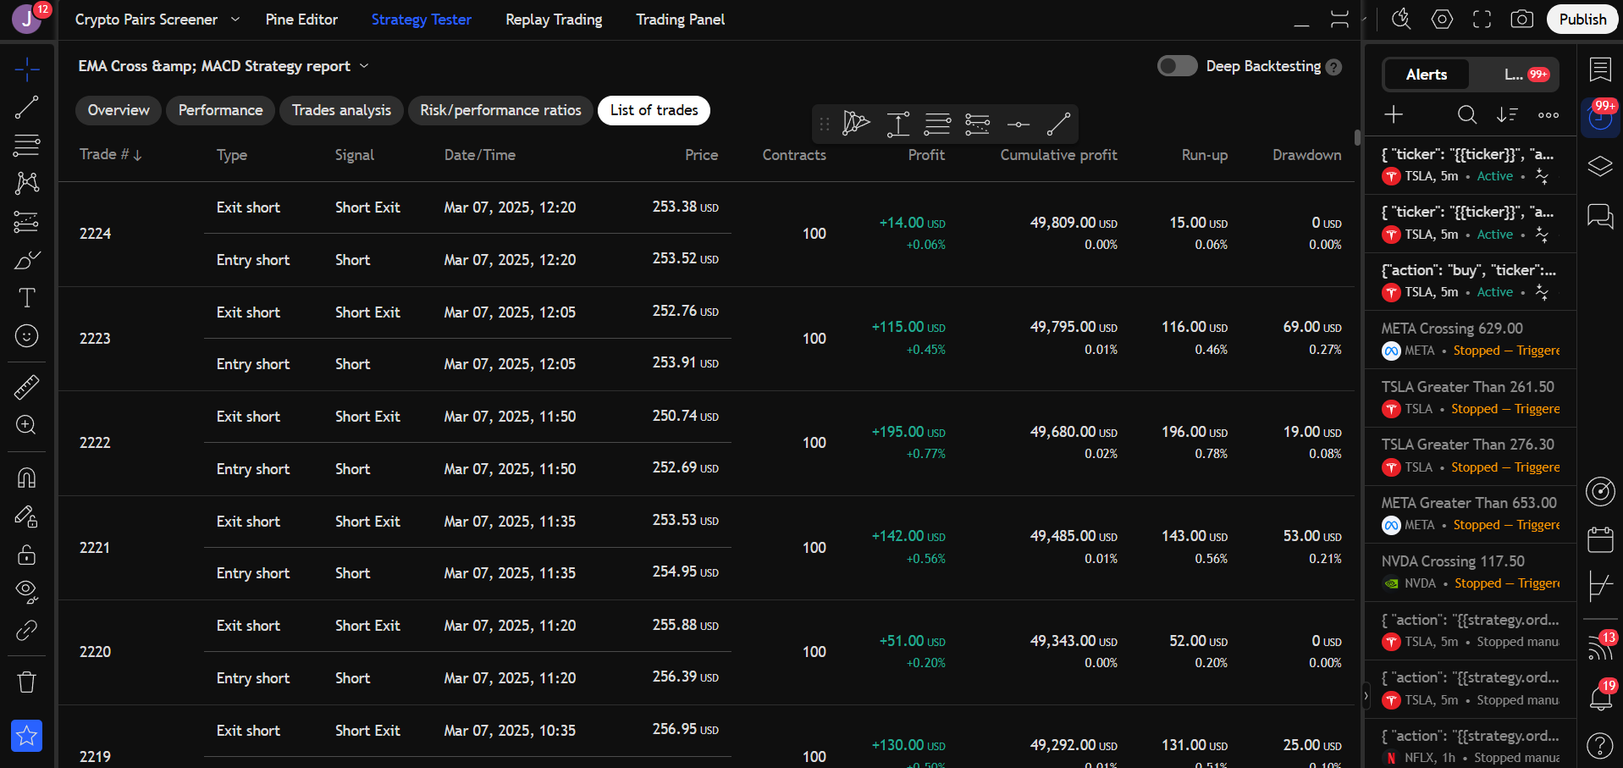 J 12 Crypto Pairs Screener Pine Editor Strategy Tester Replay Trading Trading Panel Publish
EMA Cross &amp; MACD Strategy report Deep Backtesting ?
Overview Performance Trades analysis Risk/performance ratios List of trades
Trade # ↓ Type Signal Date/Time Price Contracts Profit Cumulative profit Run-up Drawdown
2224
Exit short Short Exit Mar 07, 2025, 12:20 253.38 USD
Entry short Short Mar 07, 2025, 12:20 253.52 USD
100
+14.00 USD 49,809.00 USD 15.00 USD 0 USD
+0.06% 0.00% 0.06% 0.00%
2223
Exit short Short Exit Mar 07, 2025, 12:05 252.76 USD
Entry short Short Mar 07, 2025, 12:05 253.91 USD
100
+115.00 USD 49,795.00 USD 116.00 USD 69.00 USD
+0.45% 0.01% 0.46% 0.27%
2222
Exit short Short Exit Mar 07, 2025, 11:50 250.74 USD
Entry short Short Mar 07, 2025, 11:50 252.69 USD
100
+195.00 USD 49,680.00 USD 196.00 USD 19.00 USD
+0.77% 0.02% 0.78% 0.08%
2221
Exit short Short Exit Mar 07, 2025, 11:35 253.53 USD
Entry short Short Mar 07, 2025, 11:35 254.95 USD
100
+142.00 USD 49,485.00 USD 143.00 USD 53.00 USD
+0.56% 0.01% 0.56% 0.21%
2220
Exit short Short Exit Mar 07, 2025, 11:20 255.88 USD
Entry short Short Mar 07, 2025, 11:20 256.39 USD
100
+51.00 USD 49,343.00 USD 52.00 USD 0 USD
+0.20% 0.00% 0.20% 0.00%
2219
Exit short Short Exit Mar 07, 2025, 10:35 256.95 USD
100
+130.00 USD 49,292.00 USD 131.00 USD 25.00 USD
+0.50% 0.01% 0.51% 0.10%
Alerts L... 99+
99+
{ "ticker": "{{ticker}}", "a...
TSLA, 5m • Active •
{ "ticker": "{{ticker}}", "a...
TSLA, 5m • Active •
{"action": "buy", "ticker":...
TSLA, 5m • Active •
META Crossing 629.00
META • Stopped — Triggere
TSLA Greater Than 261.50
TSLA • Stopped — Triggere
TSLA Greater Than 276.30
TSLA • Stopped — Triggere
META Greater Than 653.00
META • Stopped — Triggere
NVDA Crossing 117.50
NVDA • Stopped — Triggere
{ "action": "{{strategy.ord...
TSLA, 5m • Stopped manua
{ "action": "{{strategy.ord...
TSLA, 5m • Stopped manua
{ "action": "{{strategy.ord...
NFLX, 1h • Stopped manua
13
19
?